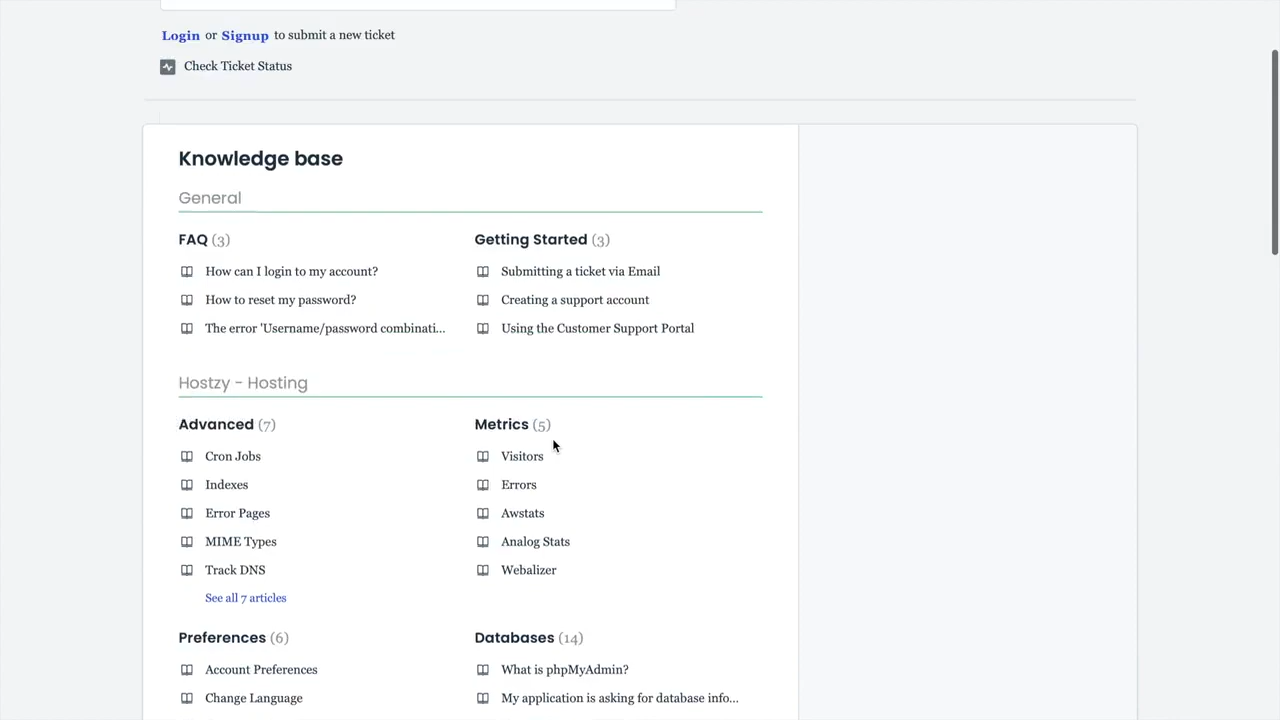 Login or Signup to submit a new ticket
Check Ticket Status
Knowledge base
General
FAQ (3)
How can I login to my account?
How to reset my password?
The error 'Username/password combinati...
Getting Started (3)
Submitting a ticket via Email
Creating a support account
Using the Customer Support Portal
Hostzy - Hosting
Advanced (7)
Cron Jobs
Indexes
Error Pages
MIME Types
Track DNS
See all 7 articles
Metrics (5)
Visitors
Errors
Awstats
Analog Stats
Webalizer
Preferences (6)
Account Preferences
Change Language
Databases (14)
What is phpMyAdmin?
My application is asking for database info...